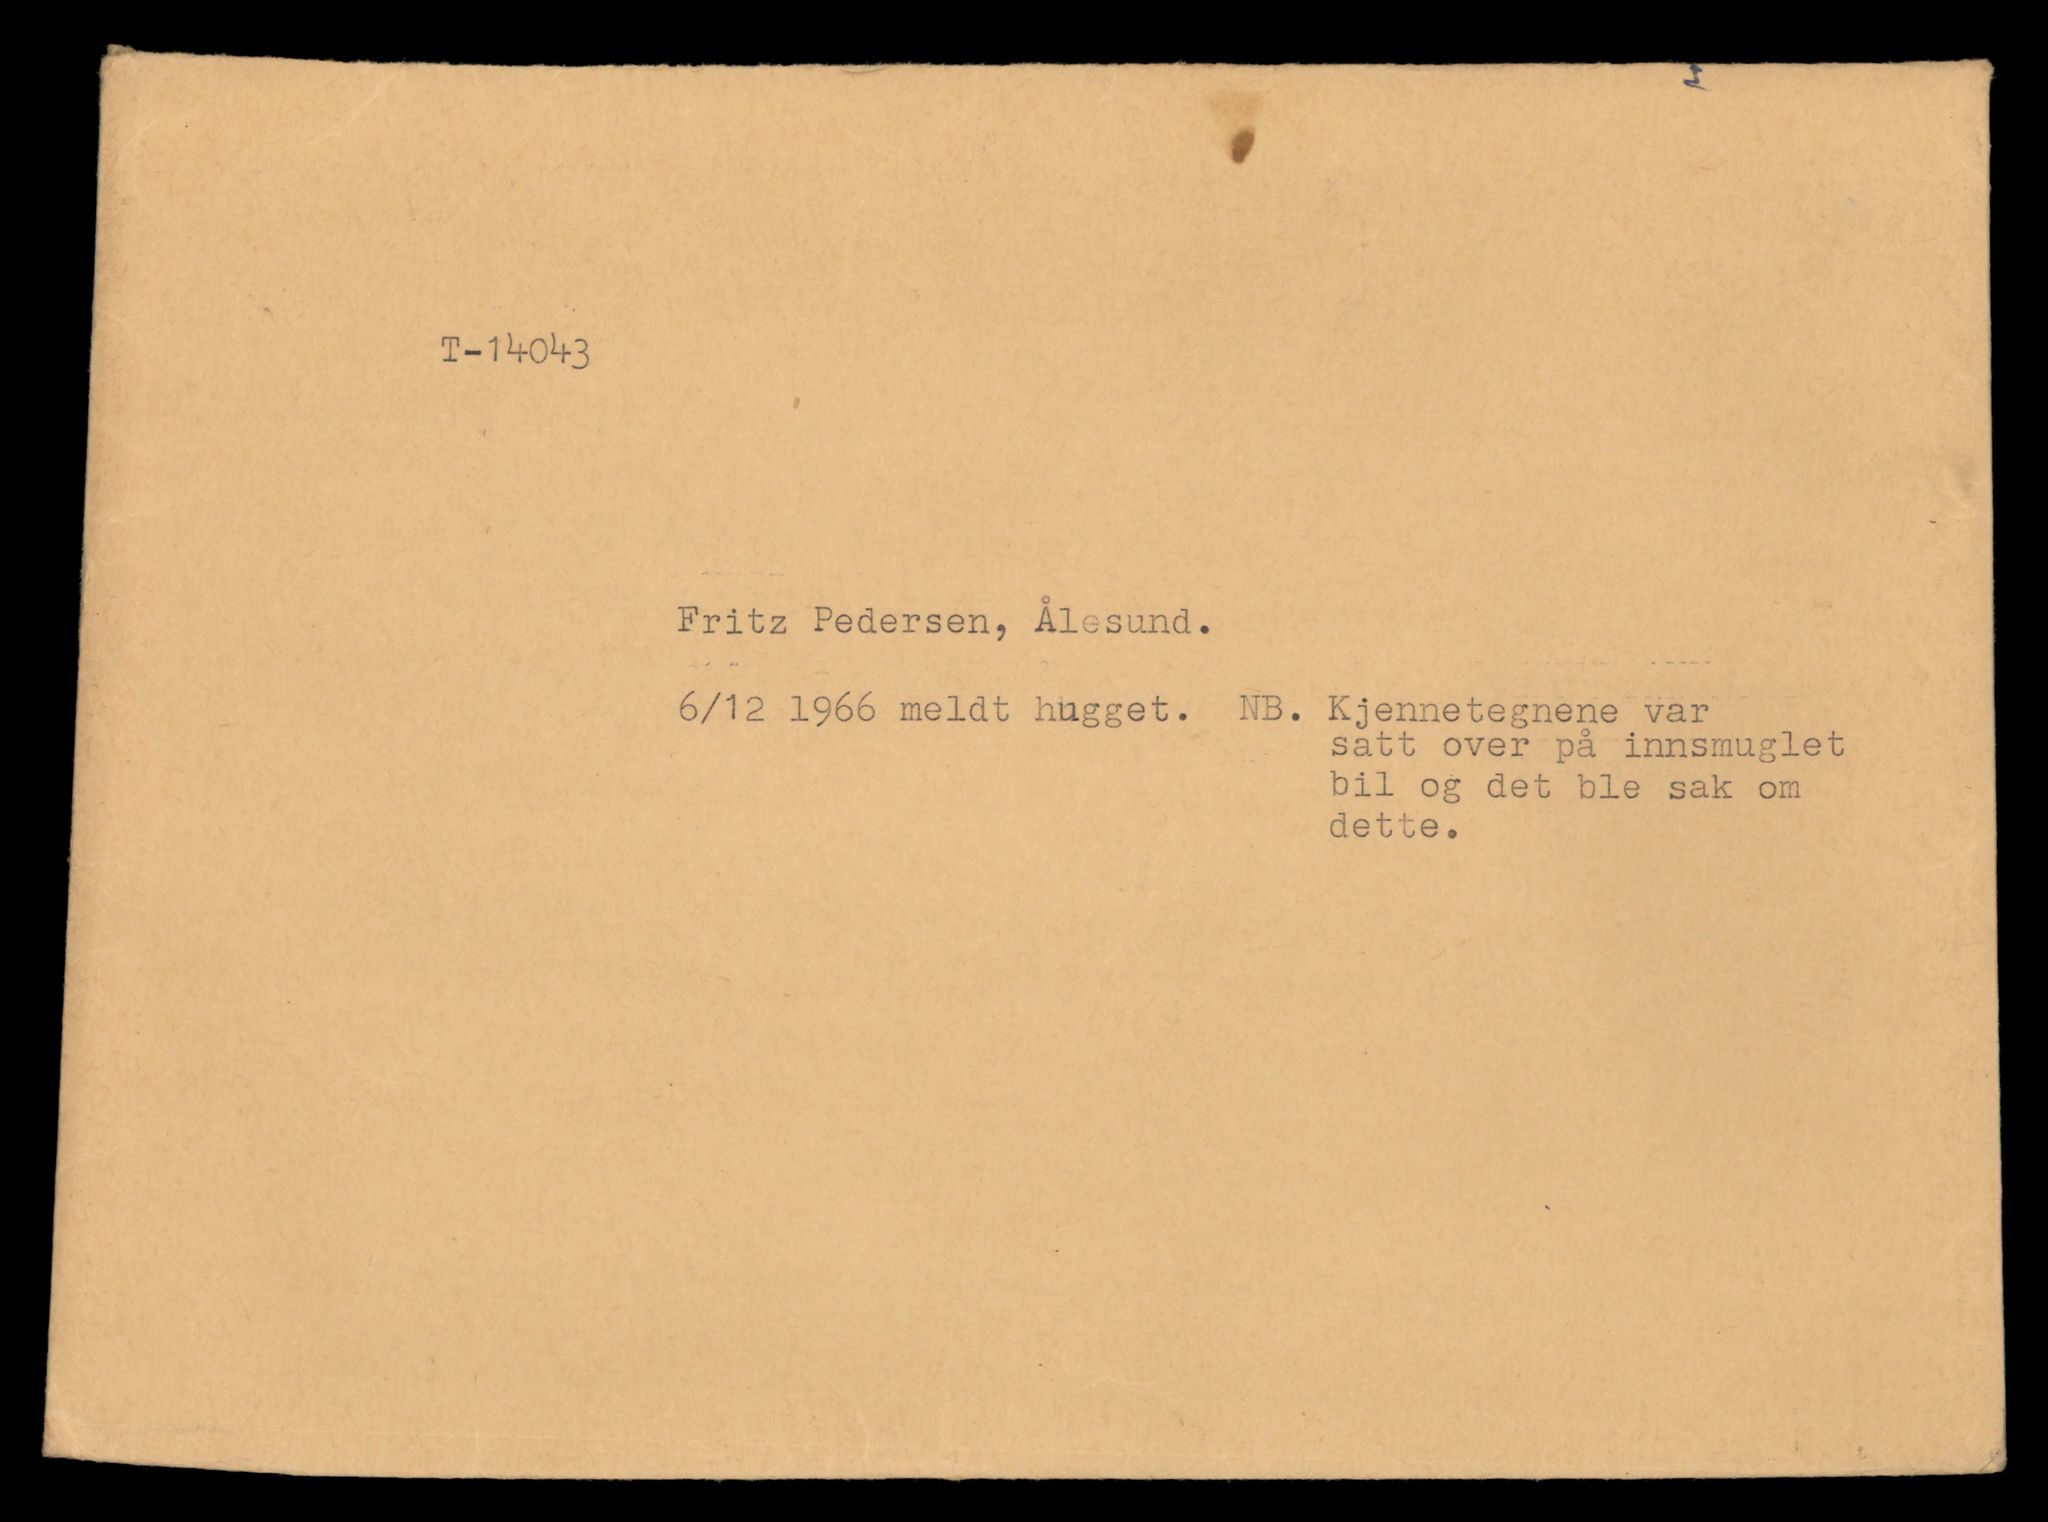 T-14043
Fritz Pedersen, Ålesund.
6/12 1966 meldt hugget. NB. Kjennetegnene var
satt over på innsmuglet
bil og det ble sak om
dette.